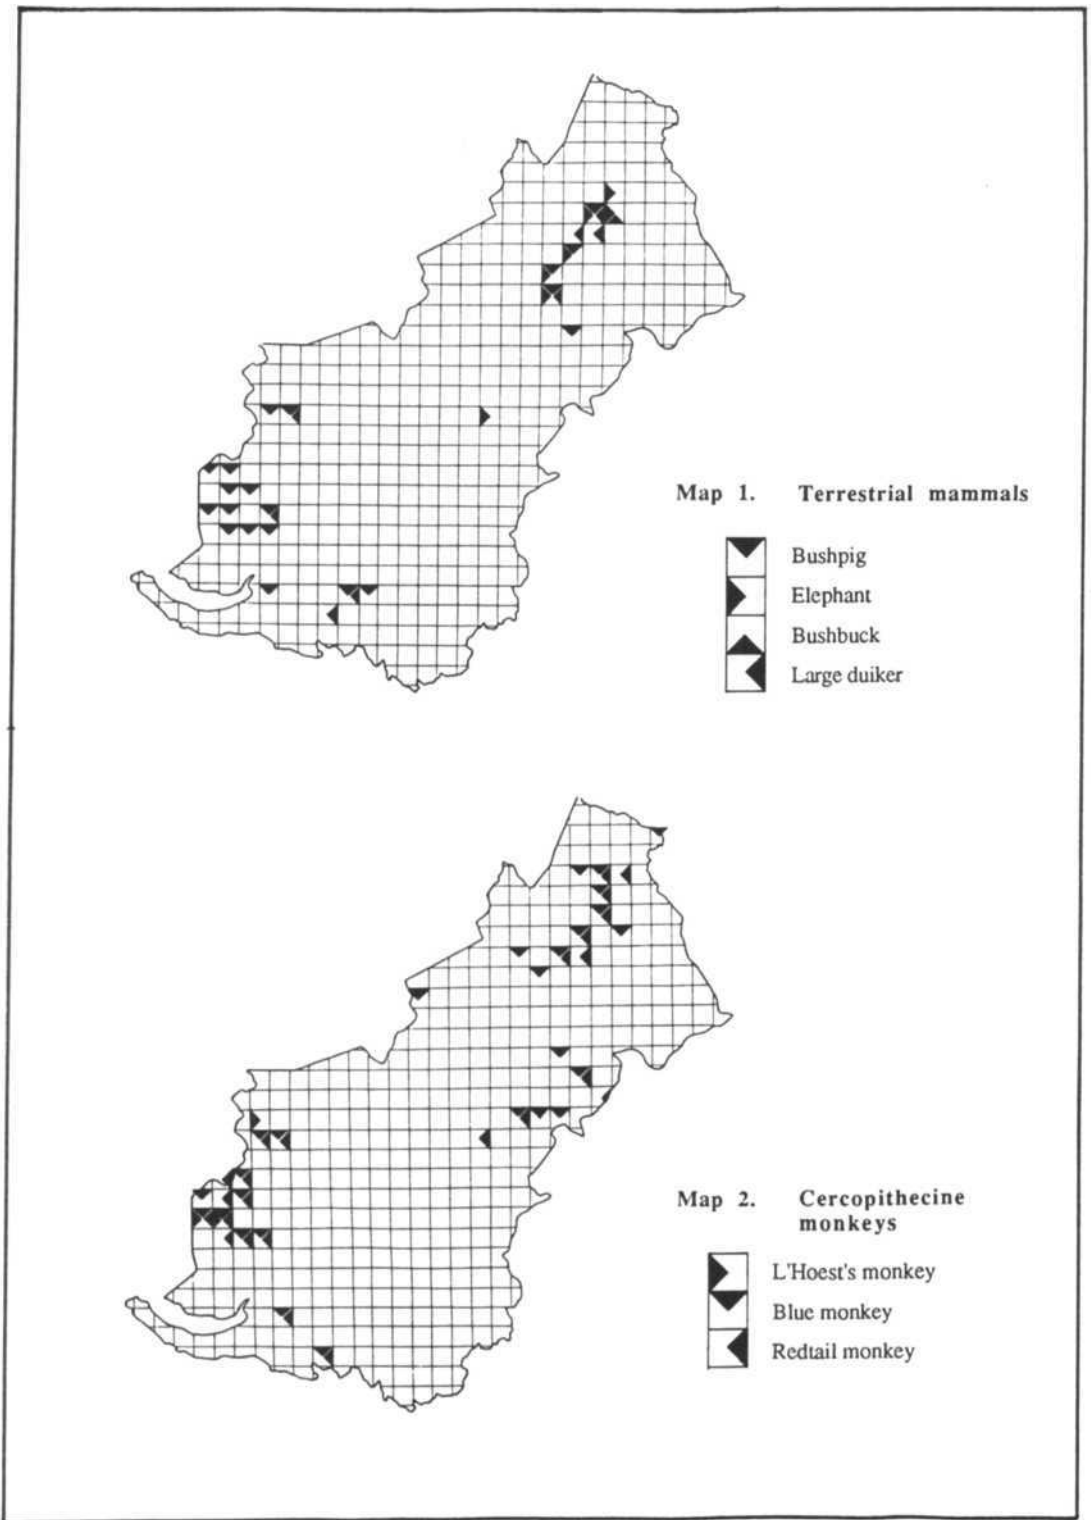 Map 1. Terrestrial mammals
Bushpig
Elephant
Bushbuck
Large duiker
Map 2. Cercopithecine
monkeys
L'Hoest's monkey
Blue monkey
Redtail monkey